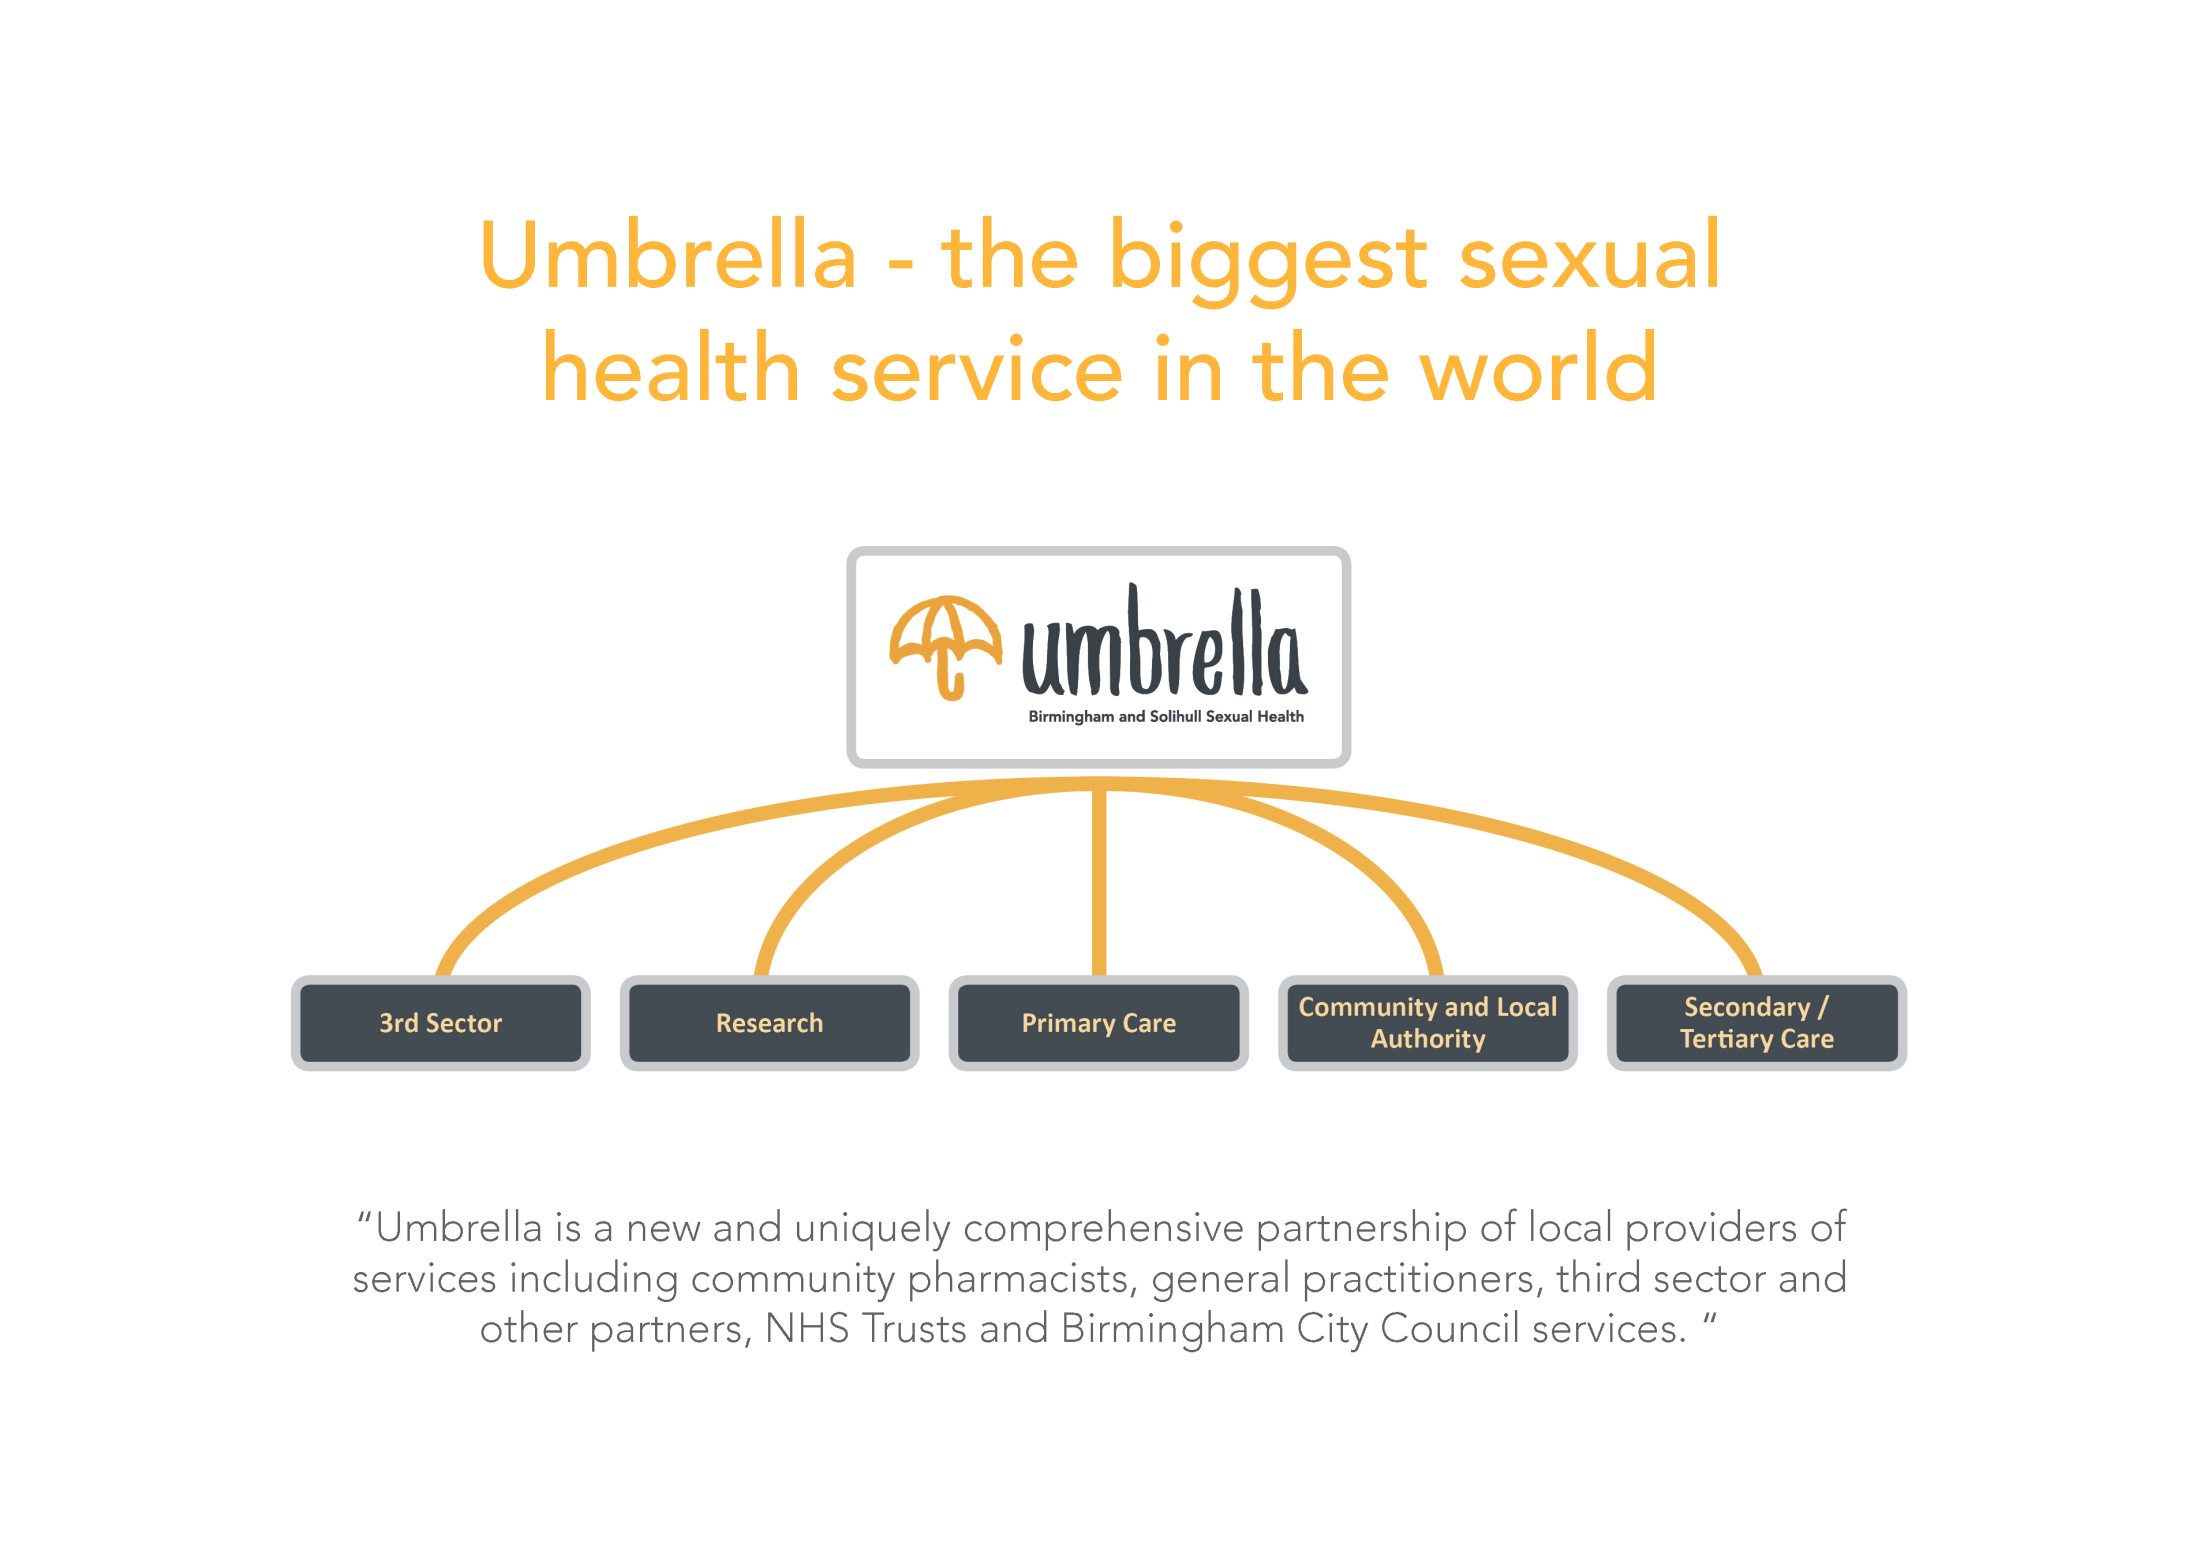 Umbrella - the biggest sexual
health service in the world
umbrella
Birmingham and Solihull Sexual Health
3rd Sector
Research
Primary Care
Community and Local
Authority
Secondary /
Tertiary Care
“Umbrella is a new and uniquely comprehensive partnership of local providers of
services including community pharmacists, general practitioners, third sector and
other partners, NHS Trusts and Birmingham City Council services. “